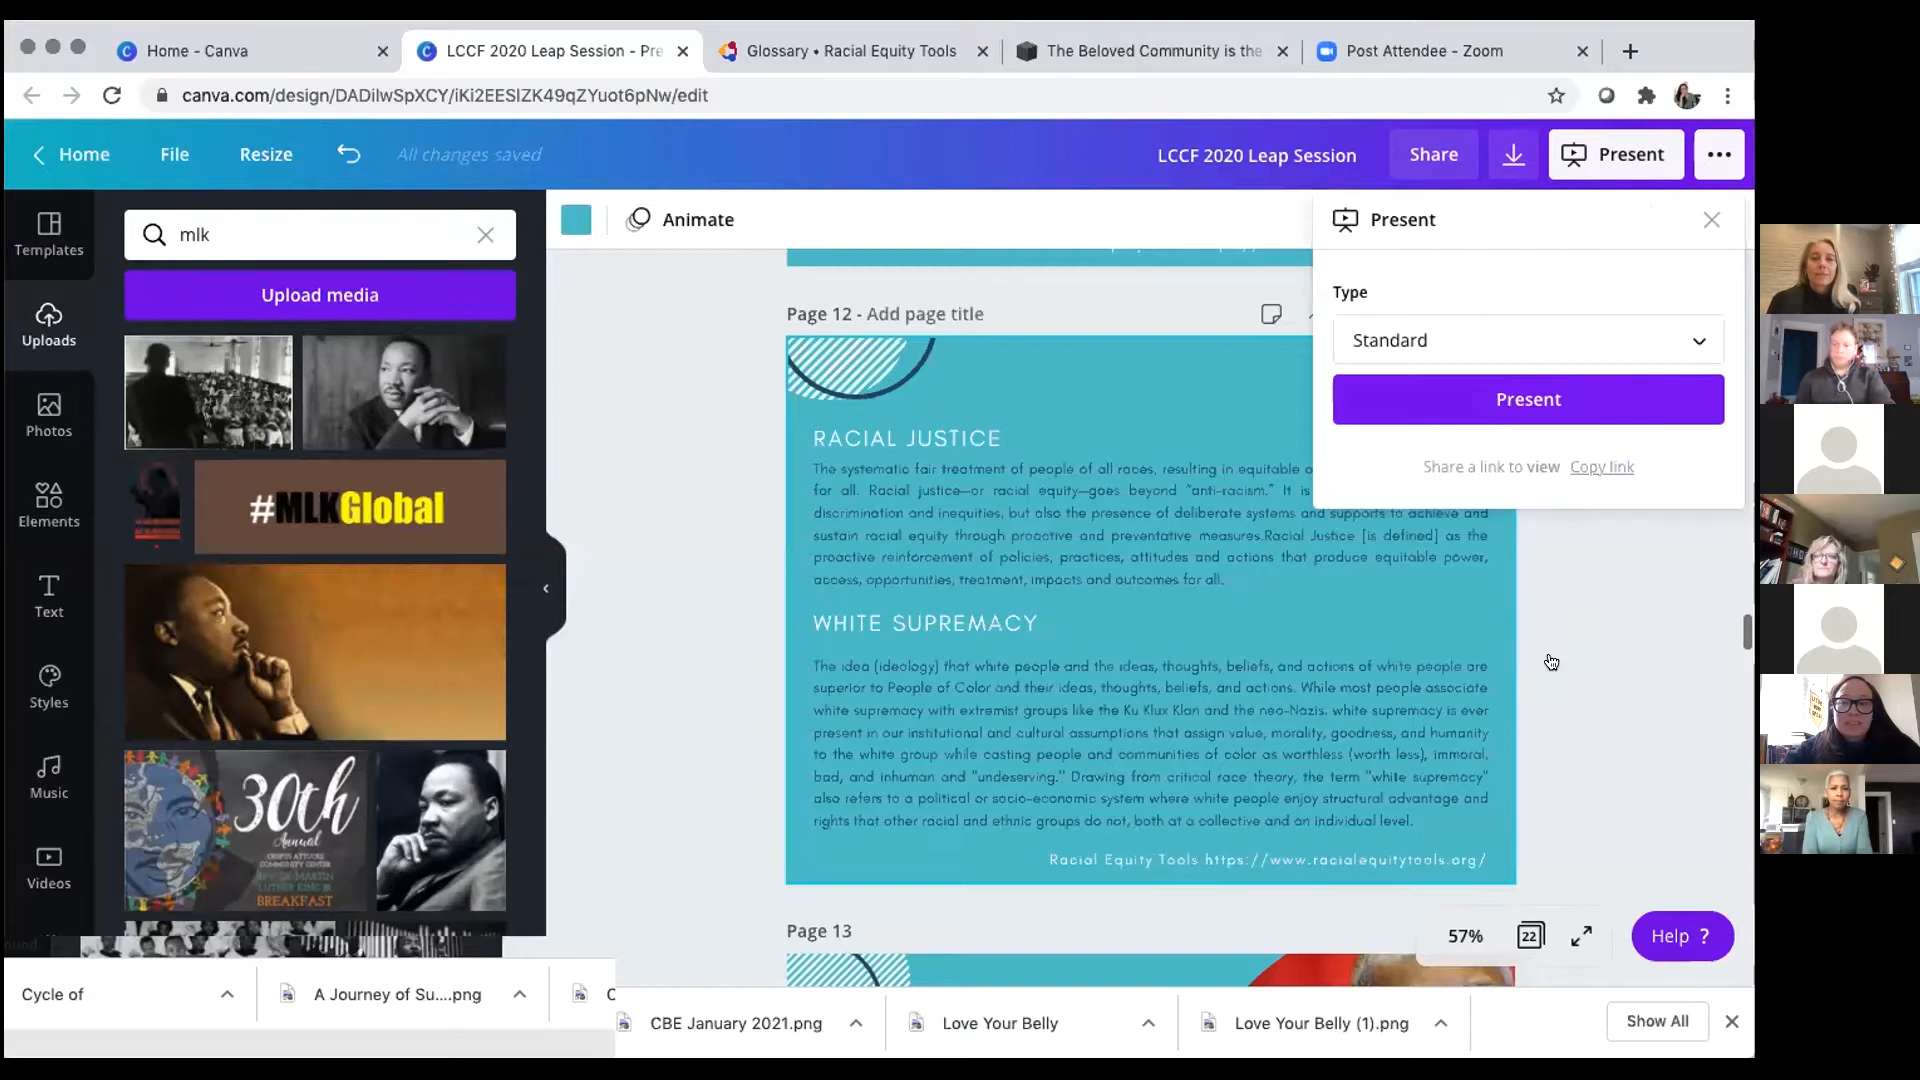 Home - Canva
LCCF 2020 Leap Session - Pre
Glossary • Racial Equity Tools
The Beloved Community is the
Post Attendee - Zoom
canva.com/design/DADilwSpXCY/iKi2EESlZK49qZYuot6pNw/edit
Home
File
Resize
All changes saved
LCCF 2020 Leap Session
Share
Present
Templates
Uploads
Photos
Elements
Text
Styles
Music
Videos
mlk
Upload media
#MLKGlobal
30th
Annual
CRISPUS ATTUCKS
COMMUNITY CENTER
REV. DR. MARTIN
LUTHER KING JR.
BREAKFAST
Animate
Present
Type
Standard
Present
Share a link to view Copy link
Page 12 - Add page title
RACIAL JUSTICE
The systematic fair treatment of people of all races, resulting in equitable o
for all. Racial justice—or racial equity—goes beyond "anti-racism." It is
discrimination and inequities, but also the presence of deliberate systems and supports to achieve and
sustain racial equity through proactive and preventative measures.Racial Justice [is defined] as the
proactive reinforcement of policies, practices, attitudes and actions that produce equitable power,
access, opportunities, treatment, impacts and outcomes for all.
WHITE SUPREMACY
The idea (ideology) that white people and the ideas, thoughts, beliefs, and actions of white people are
superior to People of Color and their ideas, thoughts, beliefs, and actions. While most people associate
white supremacy with extremist groups like the Ku Klux Klan and the neo-Nazis, white supremacy is ever
present in our institutional and cultural assumptions that assign value, morality, goodness, and humanity
to the white group while casting people and communities of color as worthless (worth less), immoral,
bad, and inhuman and "undeserving." Drawing from critical race theory, the term "white supremacy"
also refers to a political or socio-economic system where white people enjoy structural advantage and
rights that other racial and ethnic groups do not, both at a collective and an individual level.
Racial Equity Tools https://www.racialequitytools.org/
Page 13
57%
22
Help ?
Cycle of
A Journey of Su....png
C
CBE January 2021.png
Love Your Belly
Love Your Belly (1).png
Show All